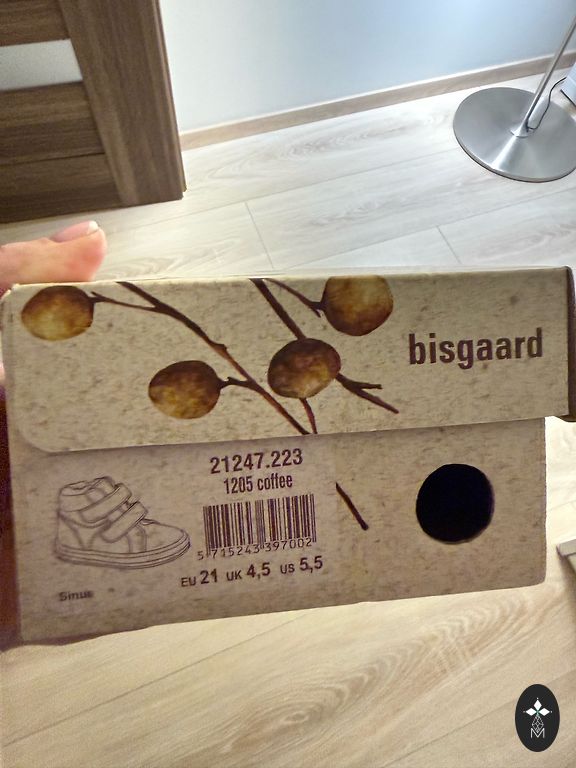 bisgaard
21247.223
1205 coffee
5 715243 397002
EU 21 UK 4,5 US 5,5
Sinus
M